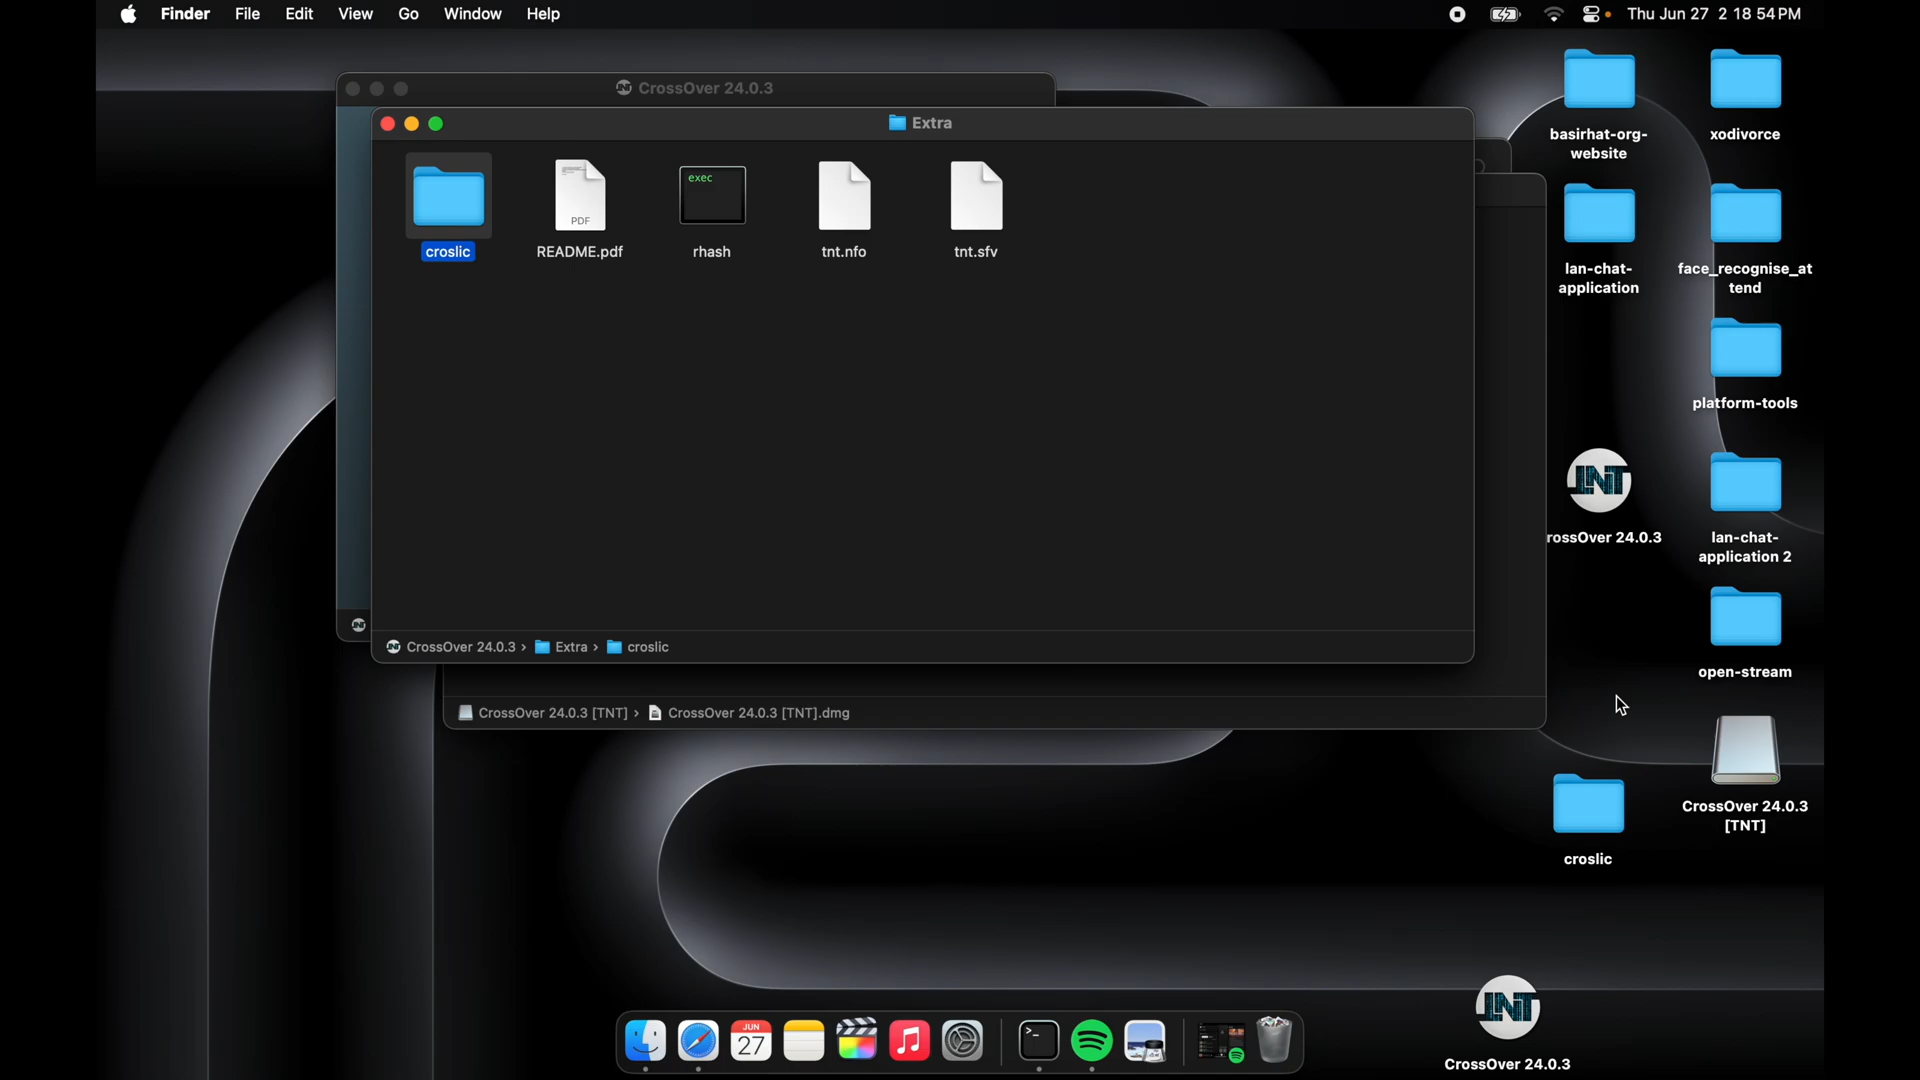 Finder File Edit View Go Window Help
Thu Jun 27 2 18 54 PM
CrossOver 24.0.3
Extra
exec
PDF
croslic
README.pdf
rhash
tnt.nfo
tnt.sfv
CrossOver 24.0.3 › Extra › croslic
CrossOver 24.0.3 [TNT] › CrossOver 24.0.3 [TNT].dmg
basirhat-org-
website
xodivorce
lan-chat-
application
face_recognise_at
tend
platform-tools
TNT
rossOver 24.0.3
lan-chat-
application 2
open-stream
CrossOver 24.0.3
[TNT]
croslic
TNT
CrossOver 24.0.3
JUN
27